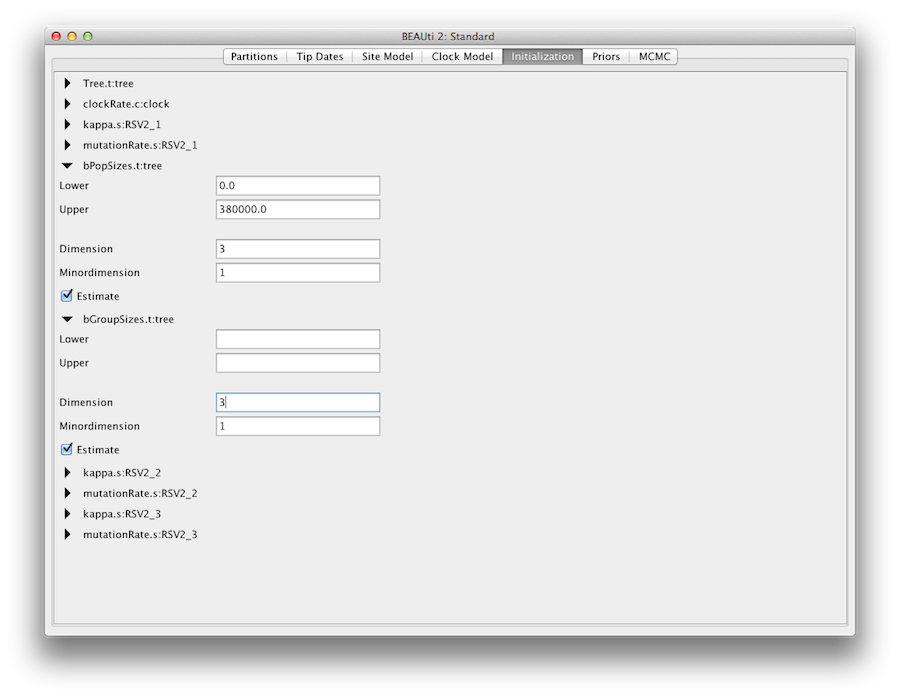 BEAUti 2: Standard
Partitions Tip Dates Site Model Clock Model Initialization Priors MCMC
Tree.t:tree
clockRate.c:clock
kappa.s:RSV2_1
mutationRate.s:RSV2_1
bPopSizes.t:tree
Lower 0.0
Upper 380000.0
Dimension 3
Minordimension 1
Estimate
bGroupSizes.t:tree
Lower
Upper
Dimension 3
Minordimension 1
Estimate
kappa.s:RSV2_2
mutationRate.s:RSV2_2
kappa.s:RSV2_3
mutationRate.s:RSV2_3